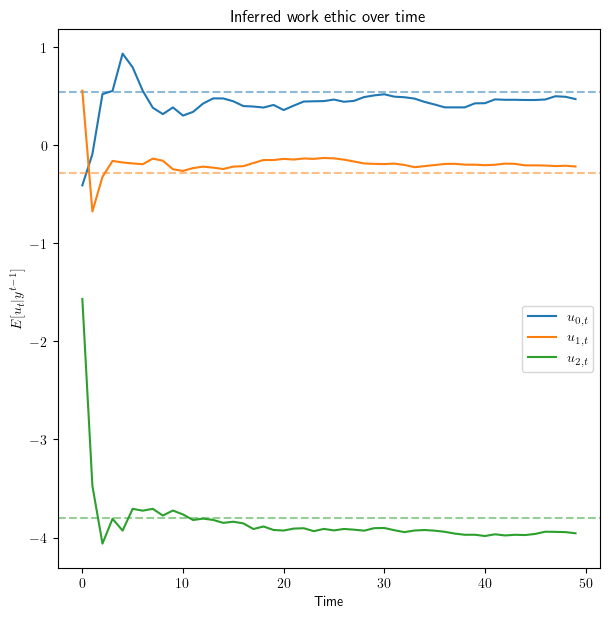 Inferred work ethic over time
1
0
−1
−2
−3
−4
E[u_t|y^{t−1}]
u_{0,t}
u_{1,t}
u_{2,t}
0 10 20 30 40 50
Time